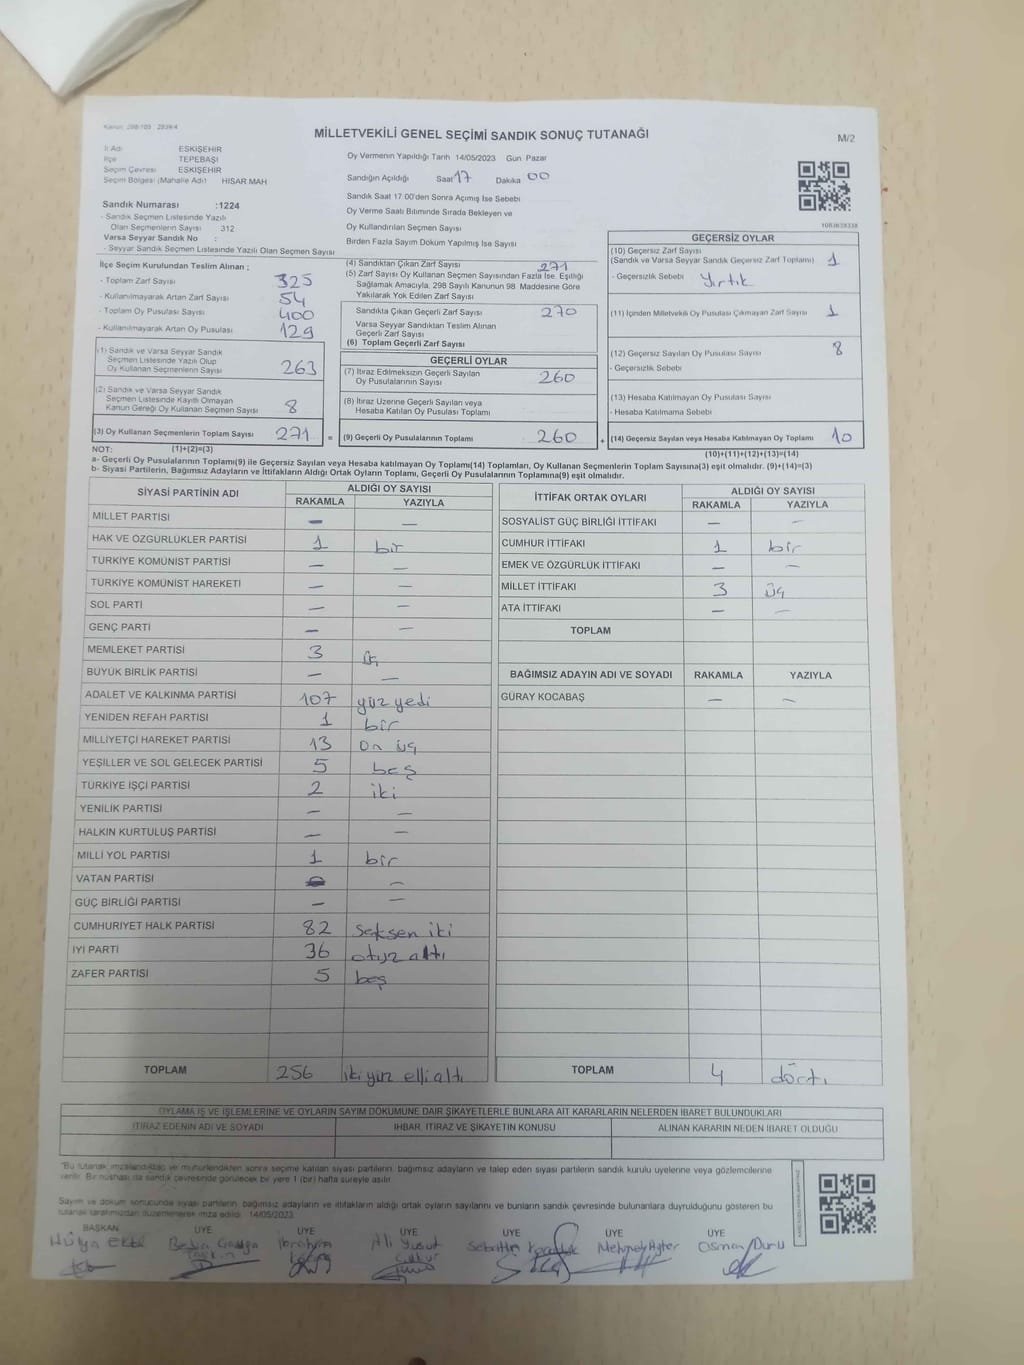 Kanun: 298/105 2839/4
MİLLETVEKİLİ GENEL SEÇİMİ SANDIK SONUÇ TUTANAĞI
M/2
İl Adı ESKİŞEHİR
İlçe TEPEBAŞI
Seçim Çevresi ESKİŞEHİR
Seçim Bölgesi (Mahalle Adı) HISAR MAH
Oy Vermenin Yapıldığı Tarih 14/05/2023 Gün Pazar
Sandığın Açıldığı Saat 17 Dakika 00
Sandık Saat 17:00'den Sonra Açımış İse Sebebi
Oy Verme Saati Bitiminde Sırada Bekleyen ve
Oy Kullandırılan Seçmen Sayısı
Birden Fazla Sayım Döküm Yapılmış İse Sayısı
Sandık Numarası :1224
- Sandık Seçmen Listesinde Yazılı
Olan Seçmenlerin Sayısı 312
Varsa Seyyar Sandık No :
- Seyyar Sandık Seçmen Listesinde Yazılı Olan Seçmen Sayısı
İlçe Seçim Kurulundan Teslim Alınan ;
- Toplam Zarf Sayısı 325
- Kullanılmayarak Artan Zarf Sayısı 54
- Toplam Oy Pusulası Sayısı 400
- Kullanılmayarak Artan Oy Pusulası 129
(1) Sandık ve Varsa Seyyar Sandık
Seçmen Listesinde Yazılı Olup
Oy Kullanan Seçmenlerin Sayısı 263
(2) Sandık ve Varsa Seyyar Sandık
Seçmen Listesinde Kayıtlı Olmayan
Kanun Gereği Oy Kullanan Seçmen Sayısı 8
(3) Oy Kullanan Seçmenlerin Toplam Sayısı 271 =
(4) Sandıktan Çıkan Zarf Sayısı 271
(5) Zarf Sayısı Oy Kullanan Seçmen Sayısından Fazla İse, Eşitliği
Sağlamak Amacıyla, 298 Sayılı Kanunun 98. Maddesine Göre
Yakılarak Yok Edilen Zarf Sayısı
Sandıkta Çıkan Geçerli Zarf Sayısı 270
Varsa Seyyar Sandıktan Teslim Alınan
Geçerli Zarf Sayısı
(6) Toplam Geçerli Zarf Sayısı
GEÇERLİ OYLAR
(7) İtiraz Edilmeksizin Geçerli Sayılan
Oy Pusulalarının Sayısı 260
(8) İtiraz Üzerine Geçerli Sayılan veya
Hesaba Katılan Oy Pusulası Toplamı
(9) Geçerli Oy Pusulalarının Toplamı 260 +
1083838338
GEÇERSİZ OYLAR
(10) Geçersiz Zarf Sayısı
(Sandık ve Varsa Seyyar Sandık Geçersiz Zarf Toplamı) 1
- Geçersizlik Sebebi Yırtık
(11) İçinden Milletvekili Oy Pusulası Çıkmayan Zarf Sayısı 1
(12) Geçersiz Sayılan Oy Pusulası Sayısı 8
- Geçersizlik Sebebi
(13) Hesaba Katılmayan Oy Pusulası Sayısı
- Hesaba Katılmama Sebebi
(14) Geçersiz Sayılan veya Hesaba Katılmayan Oy Pusulası Toplamı 10
NOT: (1)+(2)=(3) (10)+(11)+(12)+(13)=(14)
a- Geçerli Oy Pusulalarının Toplamı(9) ile Geçersiz Sayılan veya Hesaba katılmayan Oy Toplamı(14) Toplamları, Oy Kullanan Seçmenlerin Toplam Sayısına(3) eşit olmalıdır. (9)+(14)=(3)
b- Siyasi Partilerin, Bağımsız Adayların ve İttifakların Aldığı Oyların Toplamı, Geçerli Oy Pusulalarının Toplamına(9) eşit olmalıdır.
SİYASİ PARTİNİN ADI ALDIĞI OY SAYISI
RAKAMLA YAZIYLA
MİLLET PARTİSİ — —
HAK VE ÖZGÜRLÜKLER PARTİSİ 1 bir
TÜRKİYE KOMÜNİST PARTİSİ — —
TÜRKİYE KOMÜNİST HAREKETİ — —
SOL PARTİ — —
GENÇ PARTİ — —
MEMLEKET PARTİSİ 3 üç
BÜYÜK BİRLİK PARTİSİ — —
ADALET VE KALKINMA PARTİSİ 107 yüz yedi
YENİDEN REFAH PARTİSİ 1 bir
MİLLİYETÇİ HAREKET PARTİSİ 13 on üç
YEŞİLLER VE SOL GELECEK PARTİSİ 5 beş
TÜRKİYE İŞÇİ PARTİSİ 2 iki
YENİLİK PARTİSİ — —
HALKIN KURTULUŞ PARTİSİ — —
MİLLİ YOL PARTİSİ 1 bir
VATAN PARTİSİ — —
GÜÇ BİRLİĞİ PARTİSİ — —
CUMHURİYET HALK PARTİSİ 82 seksen iki
İYİ PARTİ 36 otuz altı
ZAFER PARTİSİ 5 beş
TOPLAM 256 iki yüz elli altı
İTTİFAK ORTAK OYLARI ALDIĞI OY SAYISI
RAKAMLA YAZIYLA
SOSYALİST GÜÇ BİRLİĞİ İTTİFAKI — —
CUMHUR İTTİFAKI 1 bir
EMEK VE ÖZGÜRLÜK İTTİFAKI — —
MİLLET İTTİFAKI 3 üç
ATA İTTİFAKI — —
TOPLAM
BAĞIMSIZ ADAYIN ADI VE SOYADI RAKAMLA YAZIYLA
GÜRAY KOCABAŞ — —
TOPLAM 4 dört
OYLAMA İŞ VE İŞLEMLERİNE VE OYLARIN SAYIM DÖKÜMÜNE DAİR ŞİKAYETLERLE BUNLARA AİT KARARLARIN NELERDEN İBARET BULUNDUKLARI
İTİRAZ EDENİN ADI VE SOYADI İHBAR, İTİRAZ VE ŞİKAYETİN KONUSU ALINAN KARARIN NEDEN İBARET OLDUĞU
"Bu tutanak imzalandıktan ve mühürlendikten sonra seçime katılan siyasi partilerin, bağımsız adayların ve talep eden siyasi partilerin sandık kurulu üyelerine veya gözlemcilerine
verilir. Bir nüshası da sandık çevresinde görülecek bir yere 1 (bir) hafta süreyle asılır.
Sayım ve döküm sonucunda siyasi partilerin, bağımsız adayların ve ittifakların aldığı ortak oyların sayılarını ve bunların sandık çevresinde bulunanlara duyrulduğunu gösteren bu
tutanak tarafımızdan düzenlenerek imza edildi. 14/05/2023
BAŞKAN ÜYE ÜYE ÜYE ÜYE ÜYE ÜYE
Hülya İbrahim Ali Yusuf Sebattin Mehmet Ayter Osman Duru